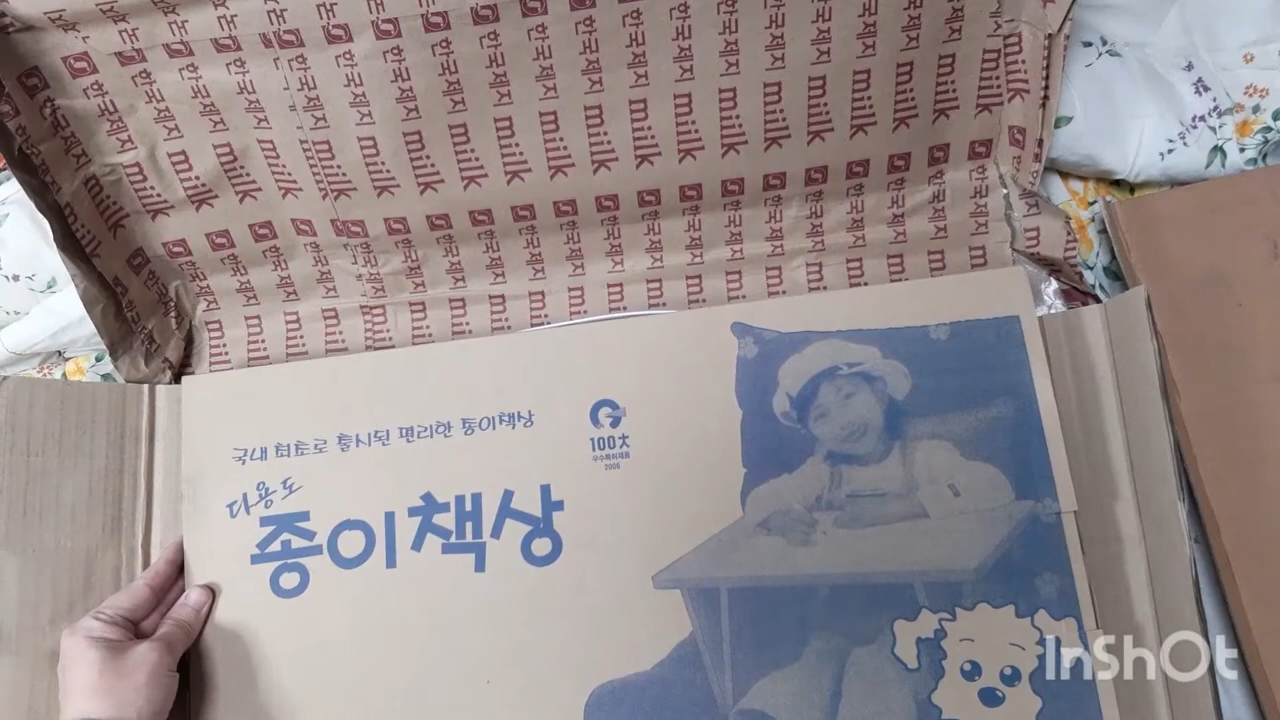 한국제지 miilk
국내 최초로 출시된 편리한 종이책상
다용도
종이책상
100大
우수특허제품
2006
InShOt